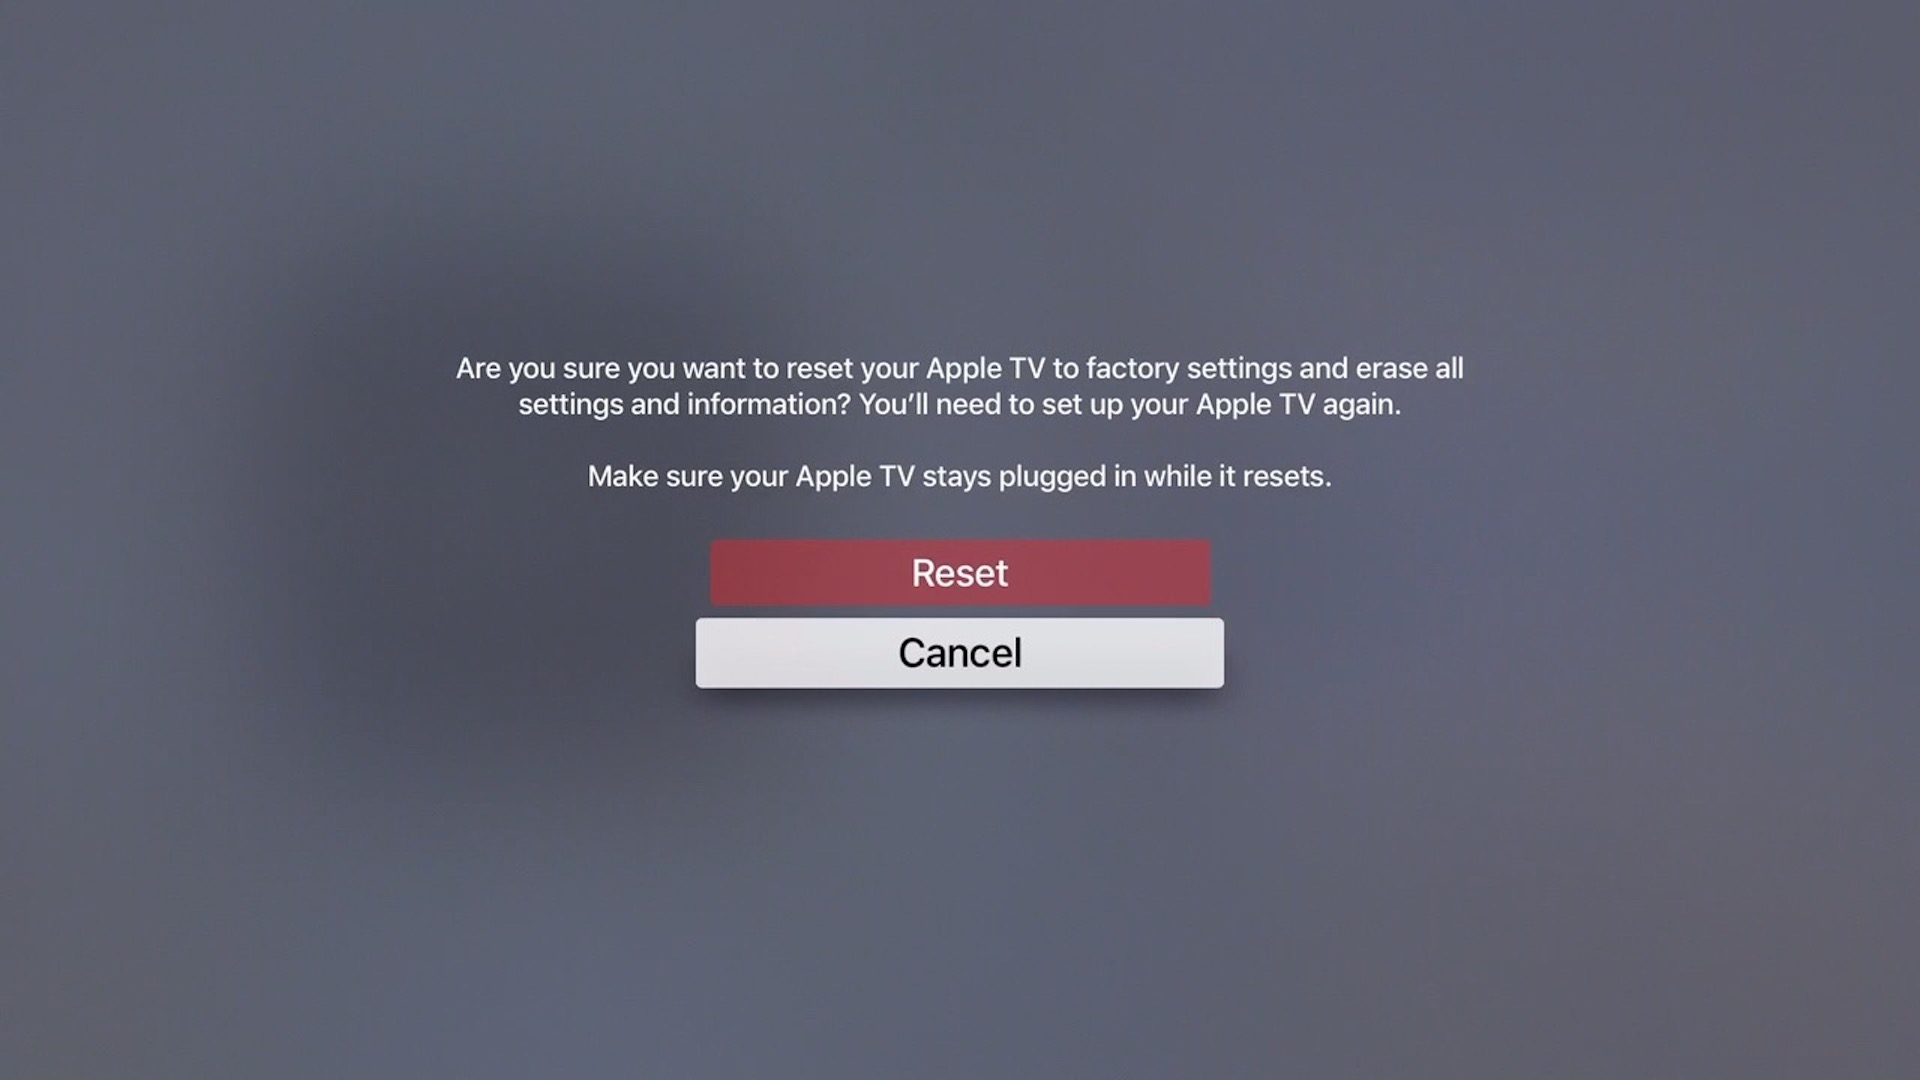 Are you sure you want to reset your Apple TV to factory settings and erase all
settings and information? You’ll need to set up your Apple TV again.
Make sure your Apple TV stays plugged in while it resets.
Reset
Cancel